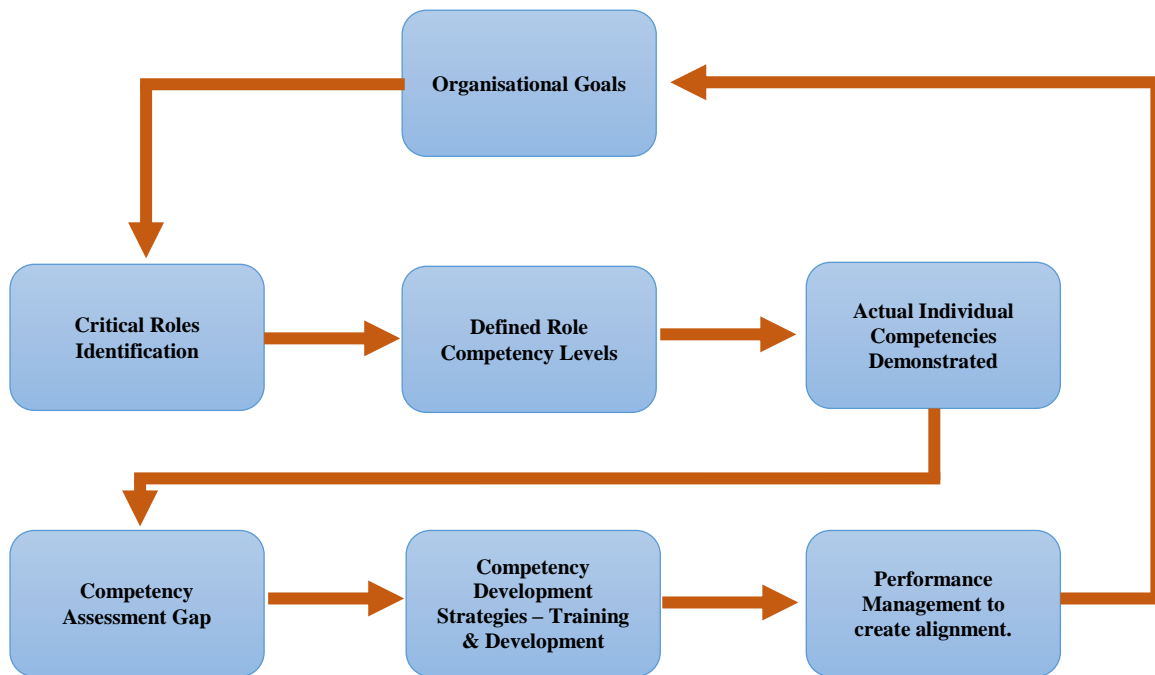 Organisational Goals
Critical Roles
Identification
Defined Role
Competency Levels
Actual Individual
Competencies
Demonstrated
Competency
Assessment Gap
Competency
Development
Strategies – Training
& Development
Performance
Management to
create alignment.